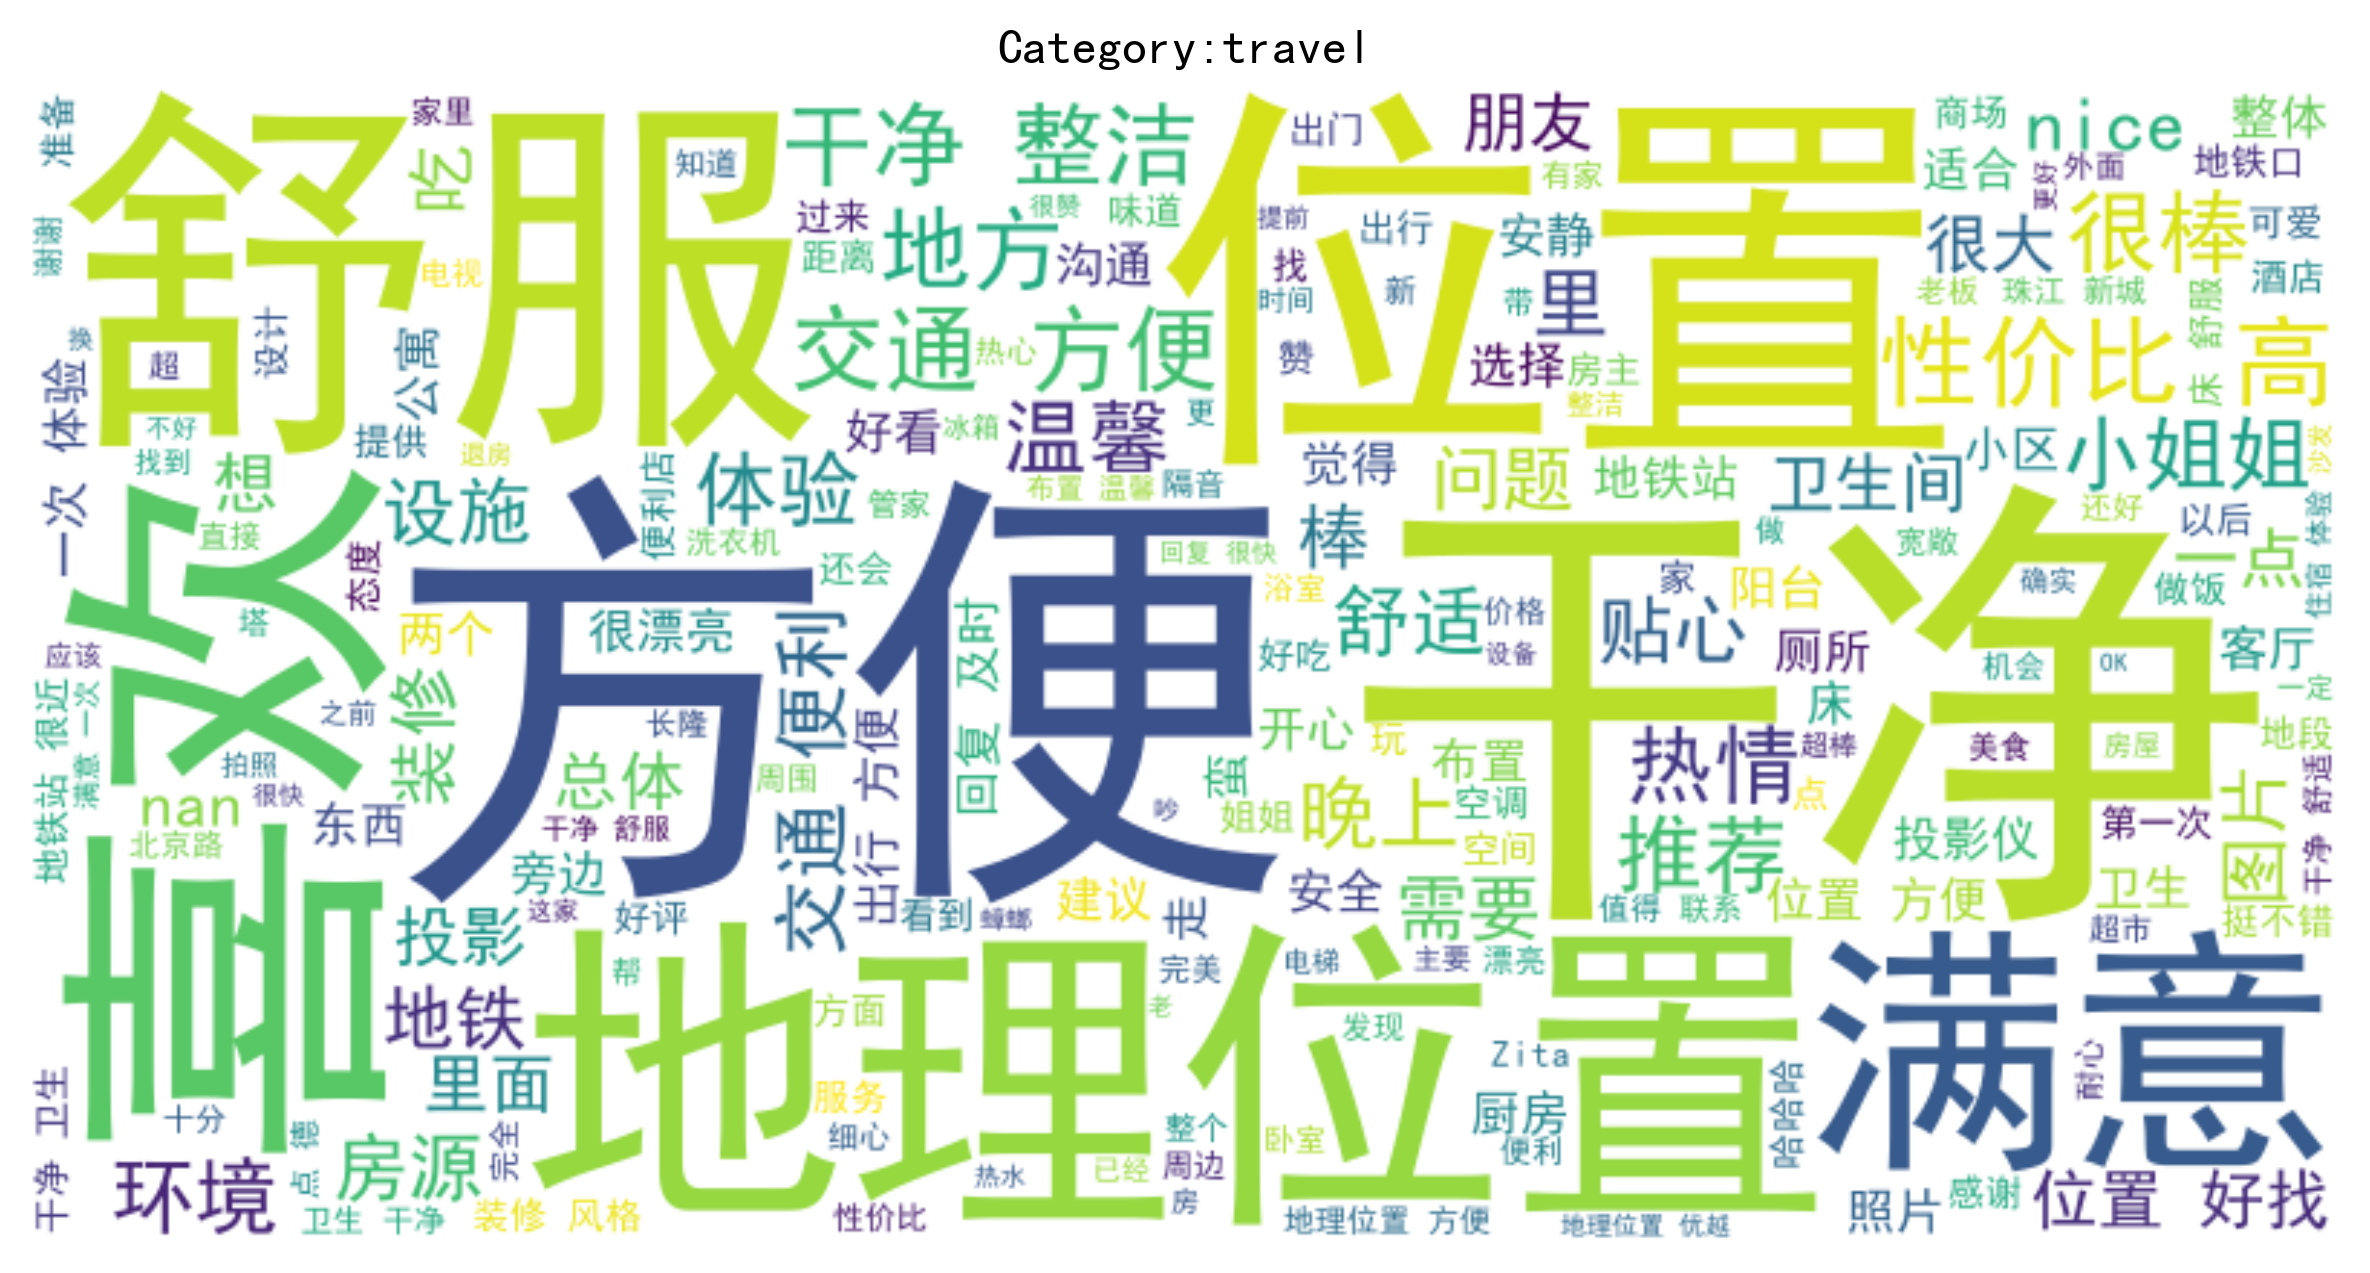 Category:travel
舒服
位置
方便
干净
喜欢
地理位置
满意
准备
家里
吃
知道
干净 整洁
出门
朋友
商场
nice
整体
过来
很赞
味道
有家
适合
更好
外面
地铁口
谢谢
电视
距离
地方
沟通
提前
出行
安静
找
里
很大
很棒
可爱
酒店
换
超
设计
公寓
交通 方便
热心
时间
新
带
赞
选择
房主
整洁
老板
珠江 新城
舒服
性价比 高
床
一次 体验
不好
找到
提供
退房
好看
冰箱
温馨
更
觉得
问题
地铁站
卫生间
小区
小姐姐
沙发
想
直接
设施
便利店
体验
洗衣机
管家
布置 温馨
隔音
棒
回复 很快
做
宽敞
还好
以后
一点
住宿 体验
态度
塔
两个
很漂亮
还会
交通 便利
回复 及时
浴室
好吃
舒适
价格
设备
贴心
家
阳台
厕所
确实
机会
OK
做饭
客厅
一定
应该
地铁站 很近
满意 一次
之前
拍照
很快
装修
长隆
周围
总体
出行 方便
蛮
开心
玩
布置
热情
超棒
床
美食
房屋
地段
干净 舒适
nan
北京路
东西
干净 舒服
旁边
吵
姐姐
晚上
空调
空间
点
推荐
投影仪
第一次
图片
投影
这家
好评
看到
蟑螂
建议
走
安全
需要
值得 联系
位置 方便
卫生
超市
挺不错
地铁
帮
方面
完美
老
电梯
主要
漂亮
发现
里面
服务
细心
整个
周边
卧室
Zita
厨房
便利
哈哈哈
耐心
干净 卫生
十分
点 德
环境
房源
完全
卫生 干净
装修 风格
性价比
热水
已经
房
地理位置 方便
地理位置 优越
照片
感谢
位置 好找